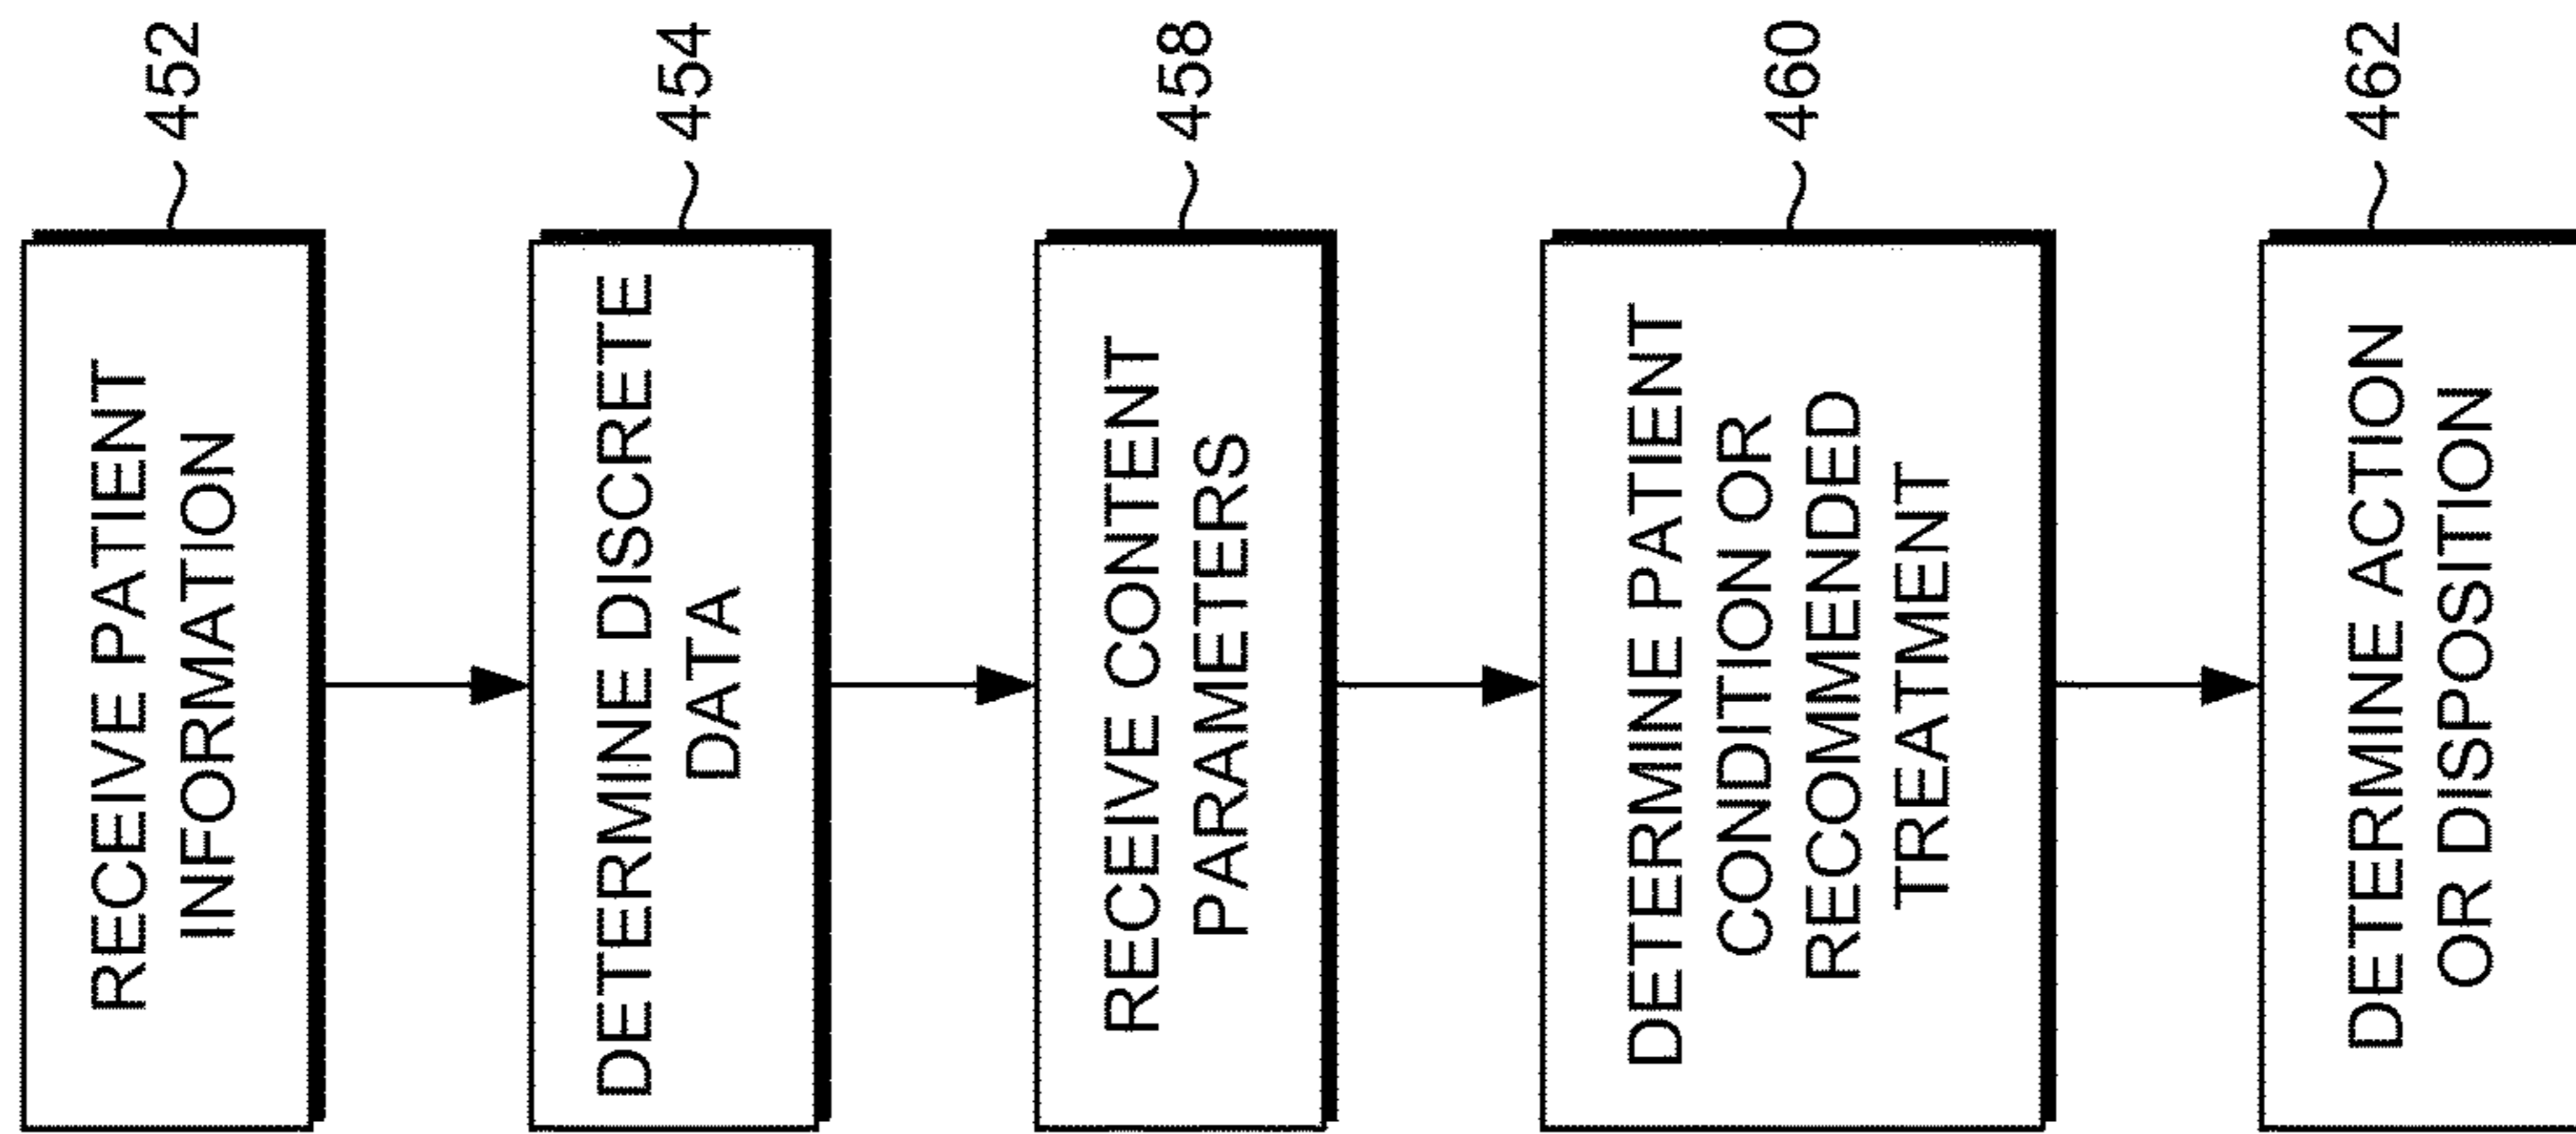 RECEIVE PATIENT
INFORMATION
452
DETERMINE DISCRETE
DATA
454
RECEIVE CONTENT
PARAMETERS
458
DETERMINE PATIENT
CONDITION OR
RECOMMENDED
TREATMENT
460
DETERMINE ACTION
OR DISPOSITION
462